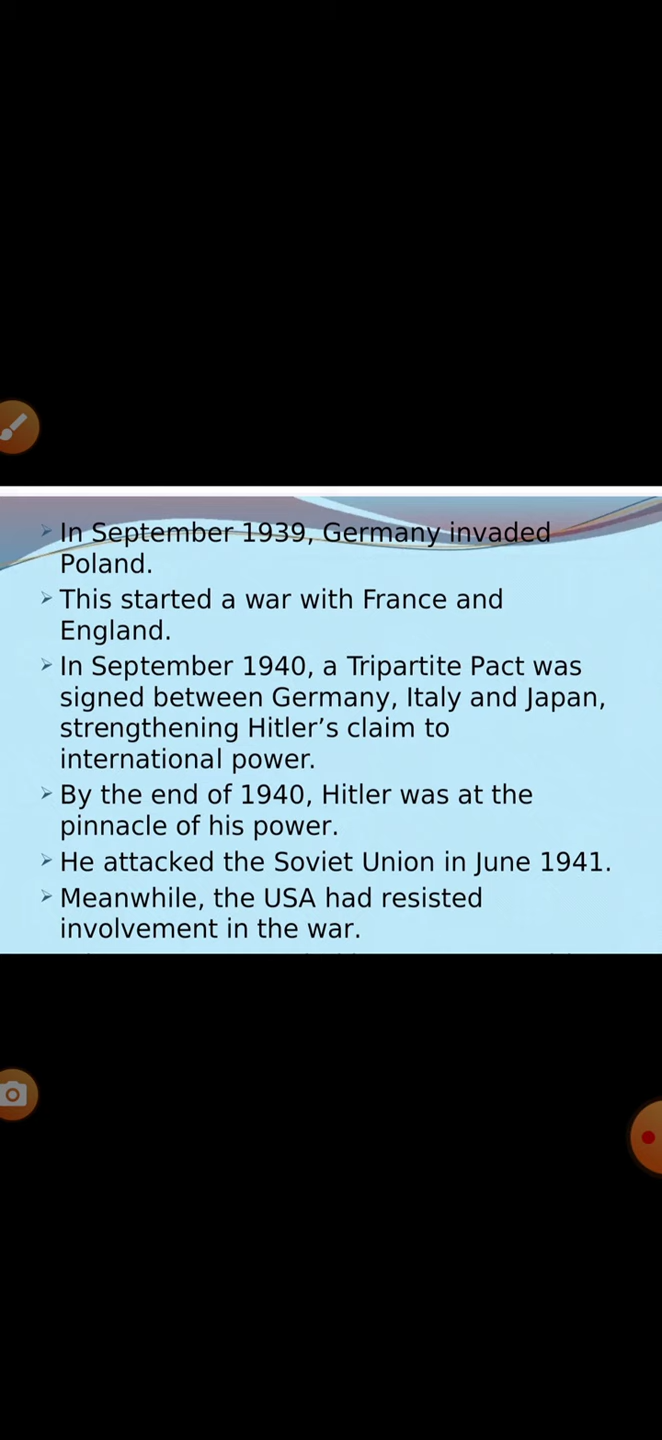 In September 1939, Germany invaded
Poland.
This started a war with France and
England.
In September 1940, a Tripartite Pact was
signed between Germany, Italy and Japan,
strengthening Hitler’s claim to
international power.
By the end of 1940, Hitler was at the
pinnacle of his power.
He attacked the Soviet Union in June 1941.
Meanwhile, the USA had resisted
involvement in the war.